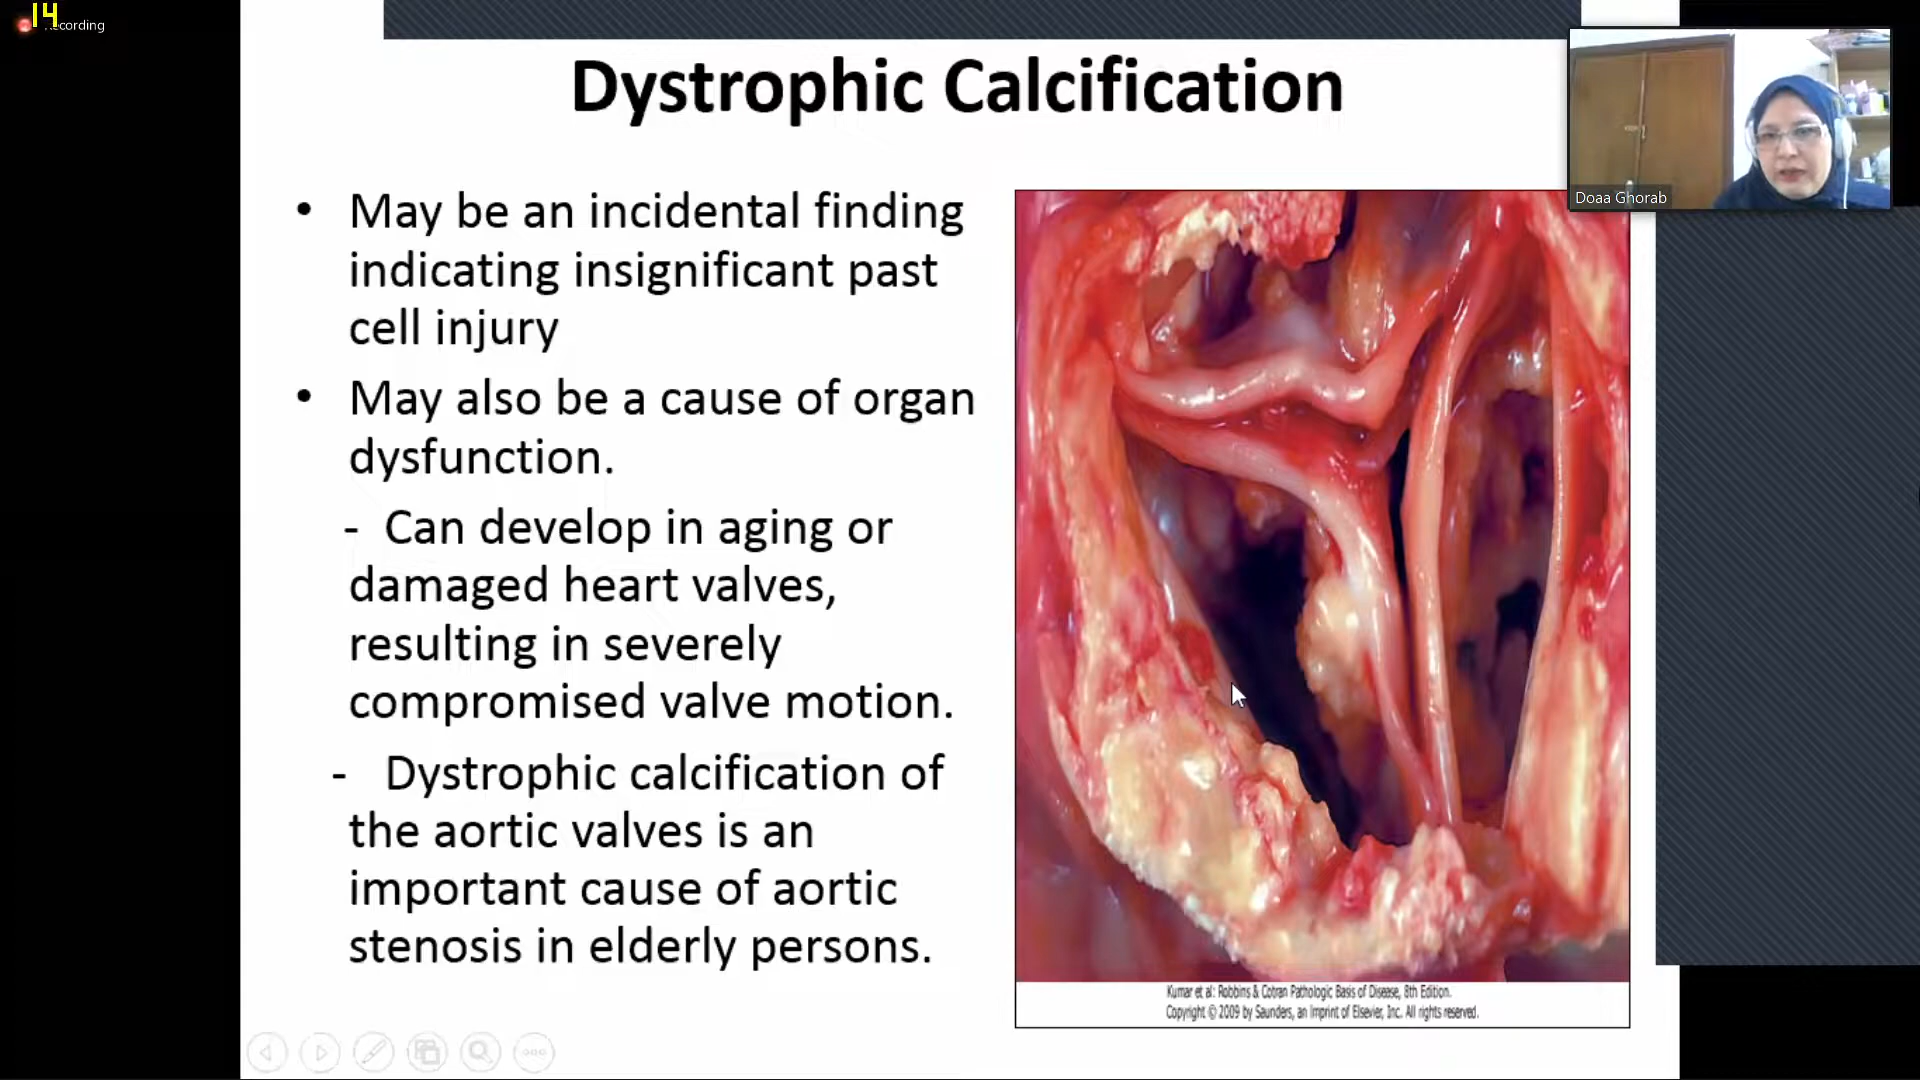 14
Recording
Dystrophic Calcification
Doaa Ghorab
• May be an incidental finding
indicating insignificant past
cell injury
• May also be a cause of organ
dysfunction.
- Can develop in aging or
damaged heart valves,
resulting in severely
compromised valve motion.
- Dystrophic calcification of
the aortic valves is an
important cause of aortic
stenosis in elderly persons.
Kumar et al: Robbins & Cotran Pathologic Basis of Disease, 8th Edition.
Copyright © 2009 by Saunders, an imprint of Elsevier, Inc. All rights reserved.